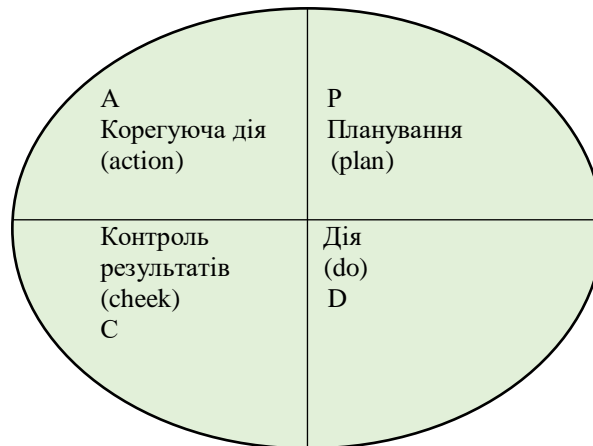 A
Корегуюча дія
(action)
P
Планування
(plan)
Контроль
результатів
(cheek)
C
Дія
(do)
D